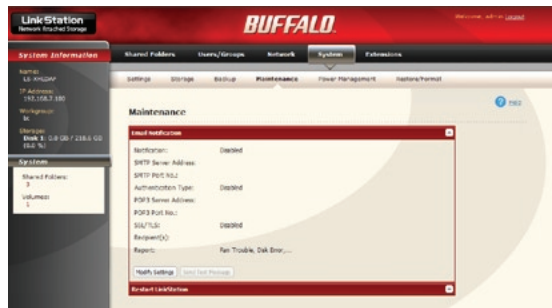 LinkStation
Network Attached Storage
BUFFALO
Welcome, admin Logout
System Information
Shared Folders Users/Groups Network System Extensions
Name:
IP Address:
Workgroup:
Storage:
System
Shared Folders:
3
Volumes:
1
Settings Storage Backup Maintenance Power Management Restore/Format
Help
Maintenance
Email Notification
Notification: Disabled
SMTP Server Address:
SMTP Port No.:
Authentication Type: Disabled
POP3 Server Address:
POP3 Port No.:
SSL/TLS: Disabled
Recipient(s):
Report: Fan Trouble, Disk Error,...
Modify Settings Send Test Message
Restart LinkStation